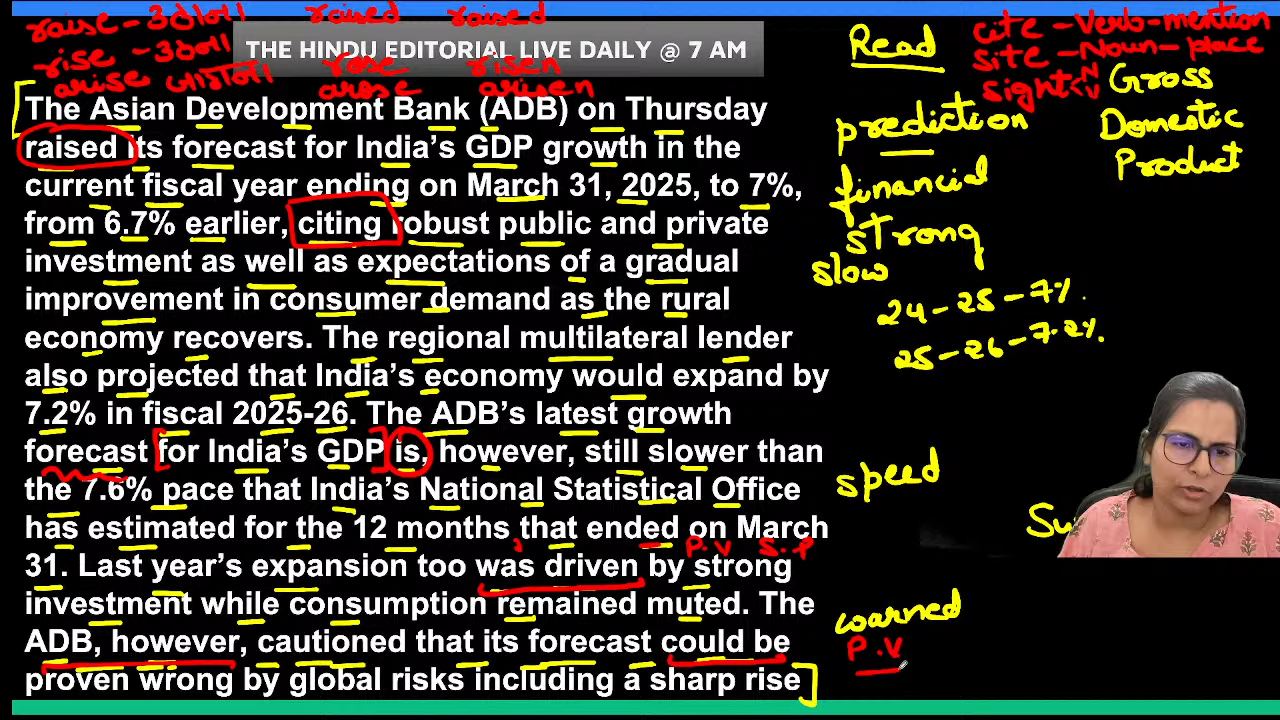 raise - उठाना raised raised
rise - उठना rose risen
arise जागना arose arisen
THE HINDU EDITORIAL LIVE DAILY @ 7 AM
Read
cite - Verb - mention
site - Noun - place
sight < N V
Gross
Domestic
Product
The Asian Development Bank (ADB) on Thursday
raised its forecast for India's GDP growth in the
current fiscal year ending on March 31, 2025, to 7%,
from 6.7% earlier, citing robust public and private
investment as well as expectations of a gradual
improvement in consumer demand as the rural
economy recovers. The regional multilateral lender
also projected that India's economy would expand by
7.2% in fiscal 2025-26. The ADB's latest growth
forecast for India's GDP is, however, still slower than
the 7.6% pace that India's National Statistical Office
has estimated for the 12 months that ended on March
31. Last year's expansion too was driven by strong
investment while consumption remained muted. The
ADB, however, cautioned that its forecast could be
proven wrong by global risks including a sharp rise
P.V S.P
prediction
financial
strong
slow
24-25-7%.
25-26-7.2%.
speed
warned
P.V